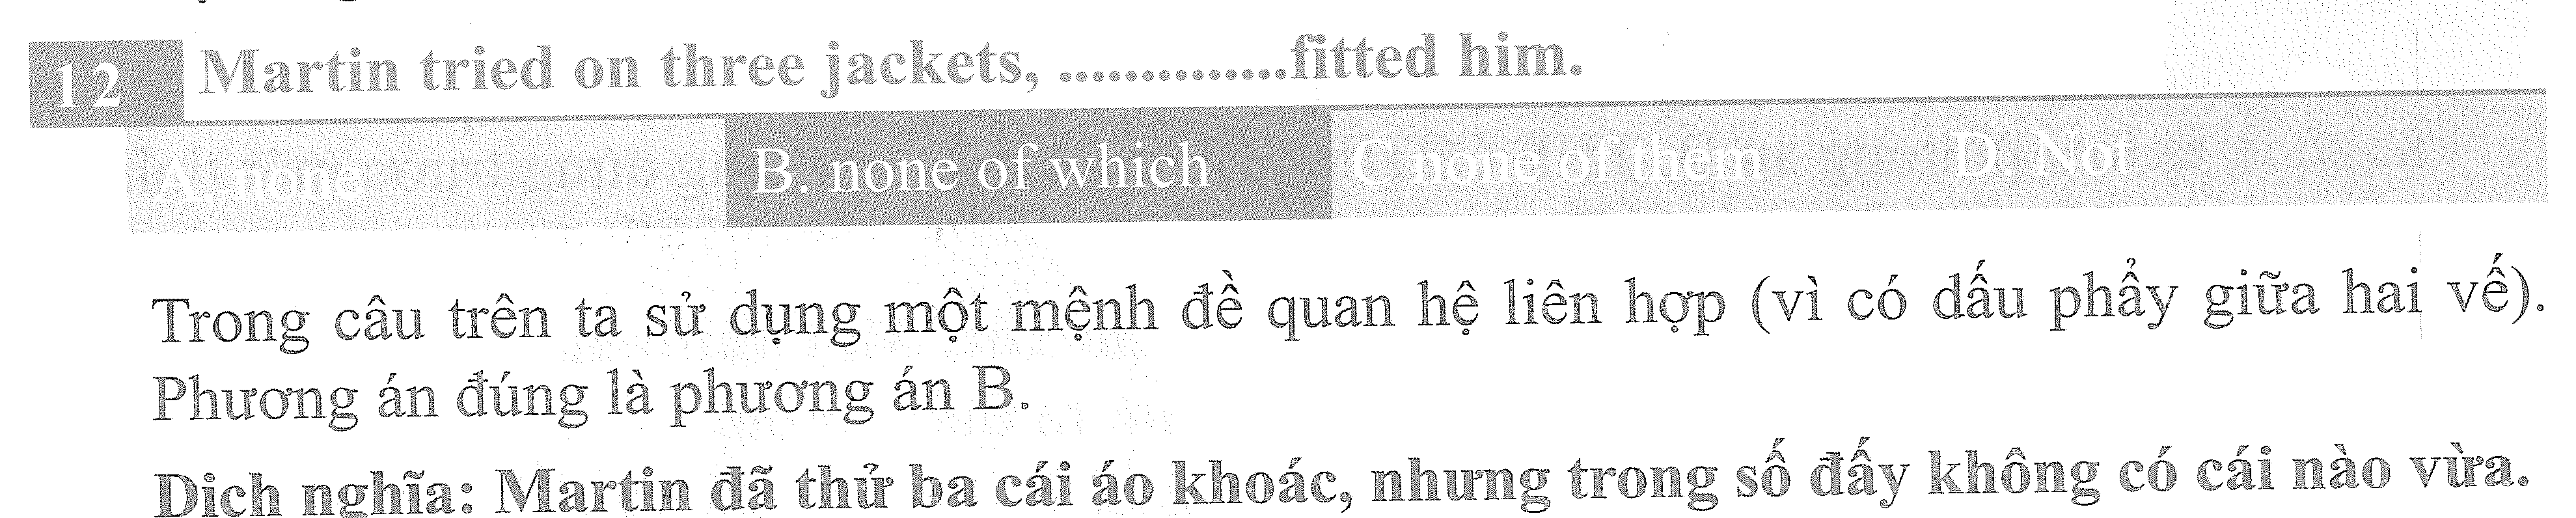 12 Martin tried on three jackets, ..............fitted him.
A. none B. none of which C none of them D. Not
Trong câu trên ta sử dụng một mệnh đề quan hệ liên hợp (vì có dấu phẩy giữa hai vế).
Phương án đúng là phương án B.
Dịch nghĩa: Martin đã thử ba cái áo khoác, nhưng trong số đấy không có cái nào vừa.